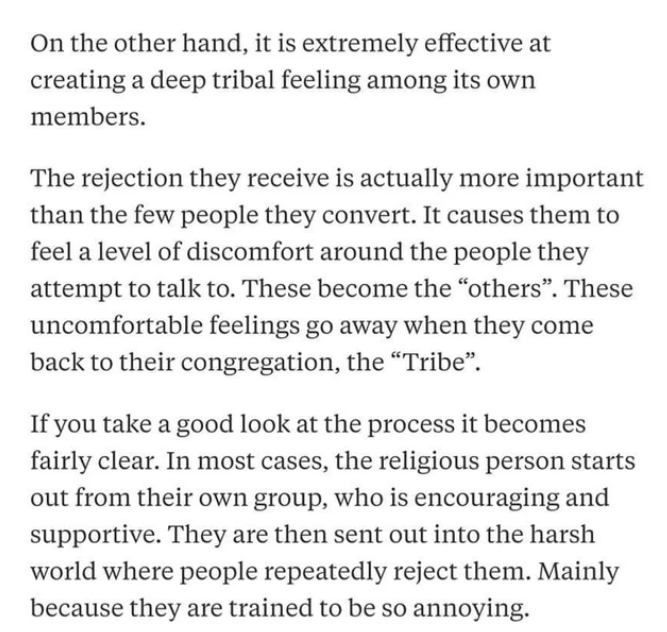 On the other hand, it is extremely effective at
creating a deep tribal feeling among its own
members.
The rejection they receive is actually more important
than the few people they convert. It causes them to
feel a level of discomfort around the people they
attempt to talk to. These become the “others”. These
uncomfortable feelings go away when they come
back to their congregation, the “Tribe”.
If you take a good look at the process it becomes
fairly clear. In most cases, the religious person starts
out from their own group, who is encouraging and
supportive. They are then sent out into the harsh
world where people repeatedly reject them. Mainly
because they are trained to be so annoying.